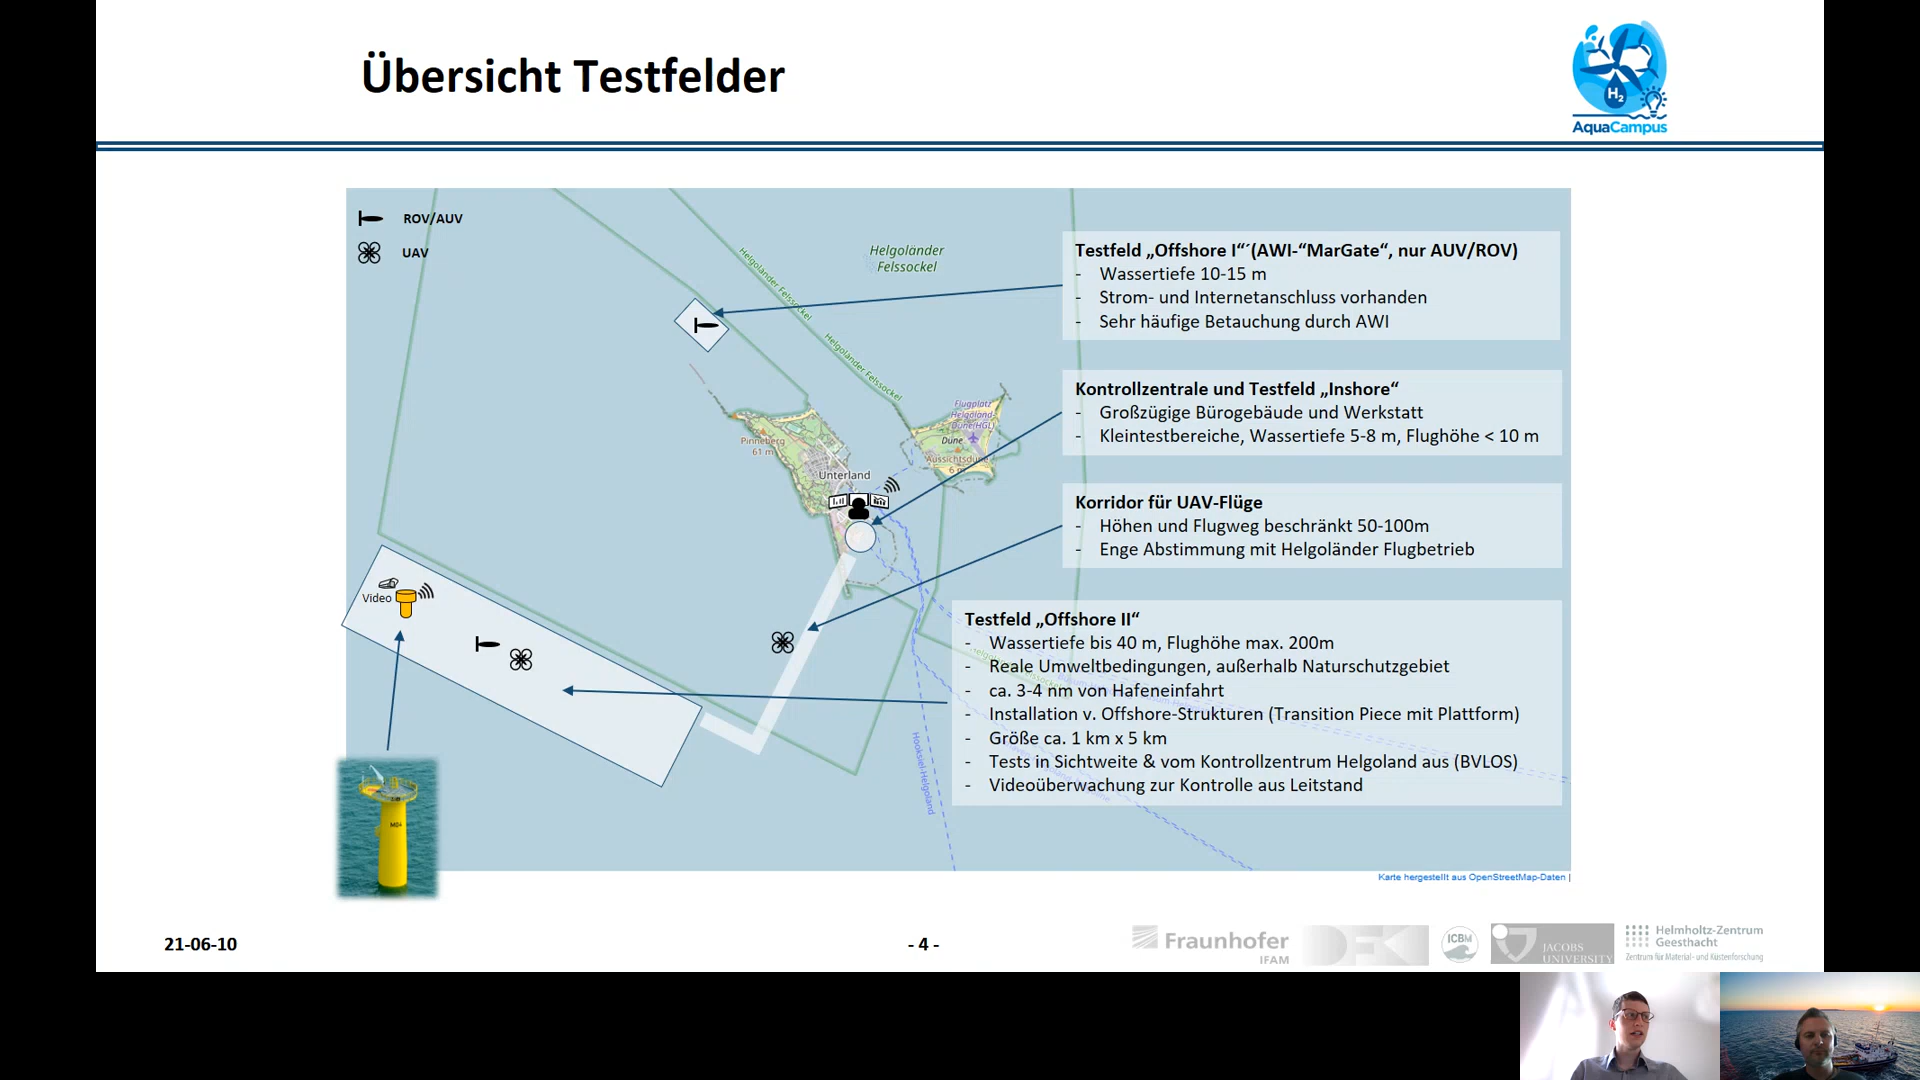 Übersicht Testfelder
H₂
AquaCampus
ROV/AUV
UAV
Helgoländer
Felssockel
Helgoländer Felssockel
Helgoländer Felssockel
Testfeld „Offshore I“´(AWI-“MarGate“, nur AUV/ROV)
- Wassertiefe 10-15 m
- Strom- und Internetanschluss vorhanden
- Sehr häufige Betauchung durch AWI
Kontrollzentrale und Testfeld „Inshore“
- Großzügige Bürogebäude und Werkstatt
- Kleintestbereiche, Wassertiefe 5-8 m, Flughöhe < 10 m
Flugplatz
Helgoland-
Düne(HGL)
Düne
Aussichtsdüne
6 m
Pinneberg
61 m
Unterland
Korridor für UAV-Flüge
- Höhen und Flugweg beschränkt 50-100m
- Enge Abstimmung mit Helgoländer Flugbetrieb
Video
Testfeld „Offshore II“
- Wassertiefe bis 40 m, Flughöhe max. 200m
- Reale Umweltbedingungen, außerhalb Naturschutzgebiet
- ca. 3-4 nm von Hafeneinfahrt
- Installation v. Offshore-Strukturen (Transition Piece mit Plattform)
- Größe ca. 1 km x 5 km
- Tests in Sichtweite & vom Kontrollzentrum Helgoland aus (BVLOS)
- Videoüberwachung zur Kontrolle aus Leitstand
Hooksiel-Helgoland
M04
Karte hergestellt aus OpenStreetMap-Daten |
21-06-10
- 4 -
Fraunhofer
IFAM
DFK
ICBM
JACOBS
UNIVERSITY
Helmholtz-Zentrum
Geesthacht
Zentrum für Material- und Küstenforschung